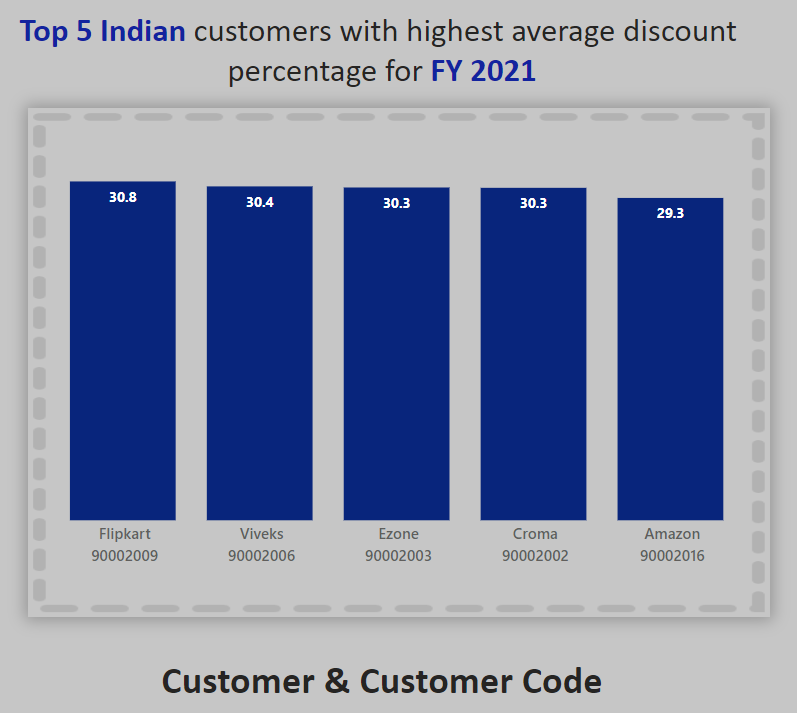 Top 5 Indian customers with highest average discount
percentage for FY 2021
30.8 30.4 30.3 30.3 29.3
Flipkart Viveks Ezone Croma Amazon
90002009 90002006 90002003 90002002 90002016
Customer & Customer Code